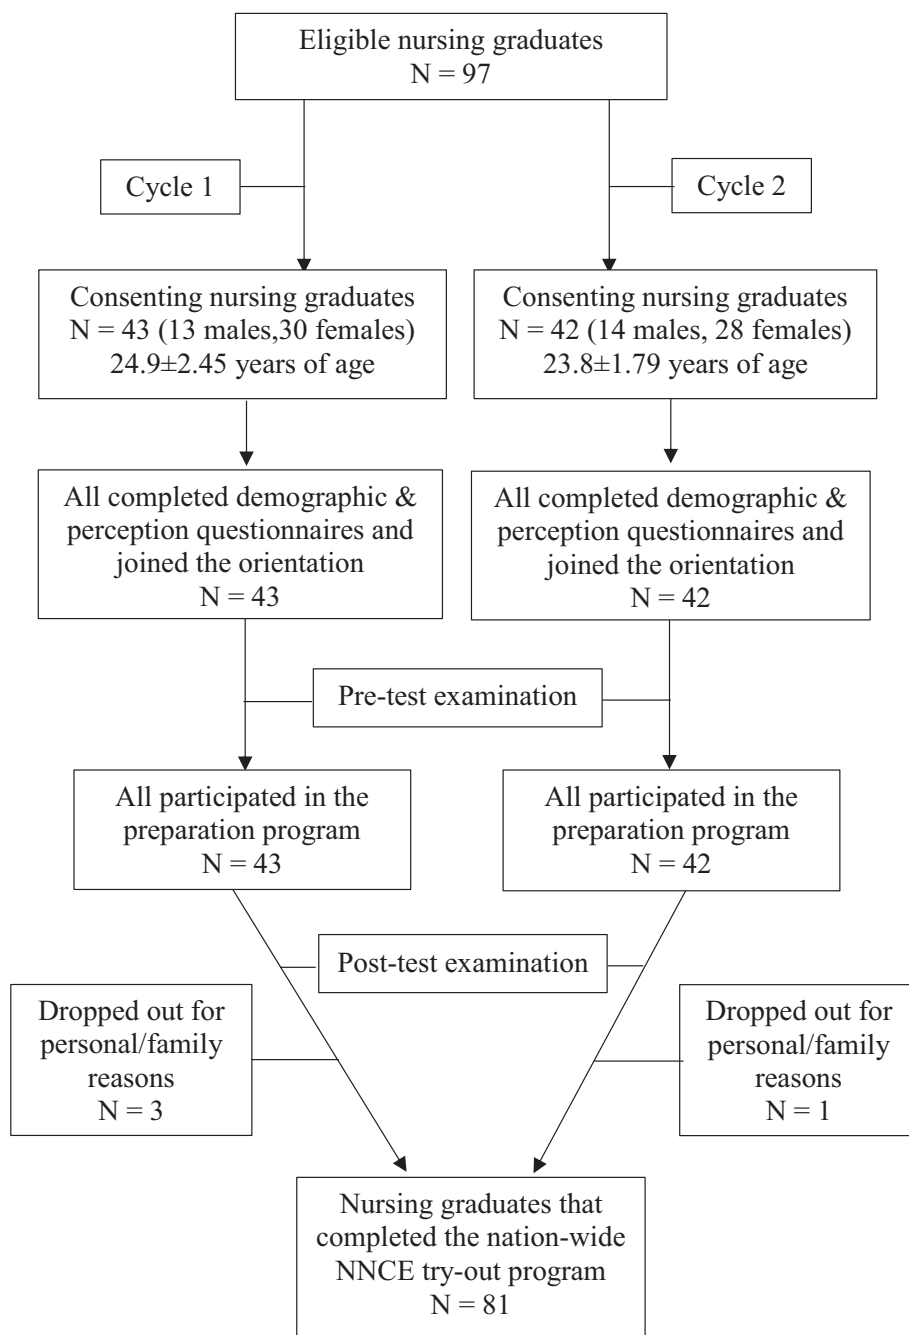 Eligible nursing graduates
N = 97
Cycle 1
Cycle 2
Consenting nursing graduates
N = 43 (13 males,30 females)
24.9±2.45 years of age
Consenting nursing graduates
N = 42 (14 males, 28 females)
23.8±1.79 years of age
All completed demographic &
perception questionnaires and
joined the orientation
N = 43
All completed demographic &
perception questionnaires and
joined the orientation
N = 42
Pre-test examination
All participated in the
preparation program
N = 43
All participated in the
preparation program
N = 42
Post-test examination
Dropped out for
personal/family
reasons
N = 3
Dropped out for
personal/family
reasons
N = 1
Nursing graduates that
completed the nation-wide
NNCE try-out program
N = 81